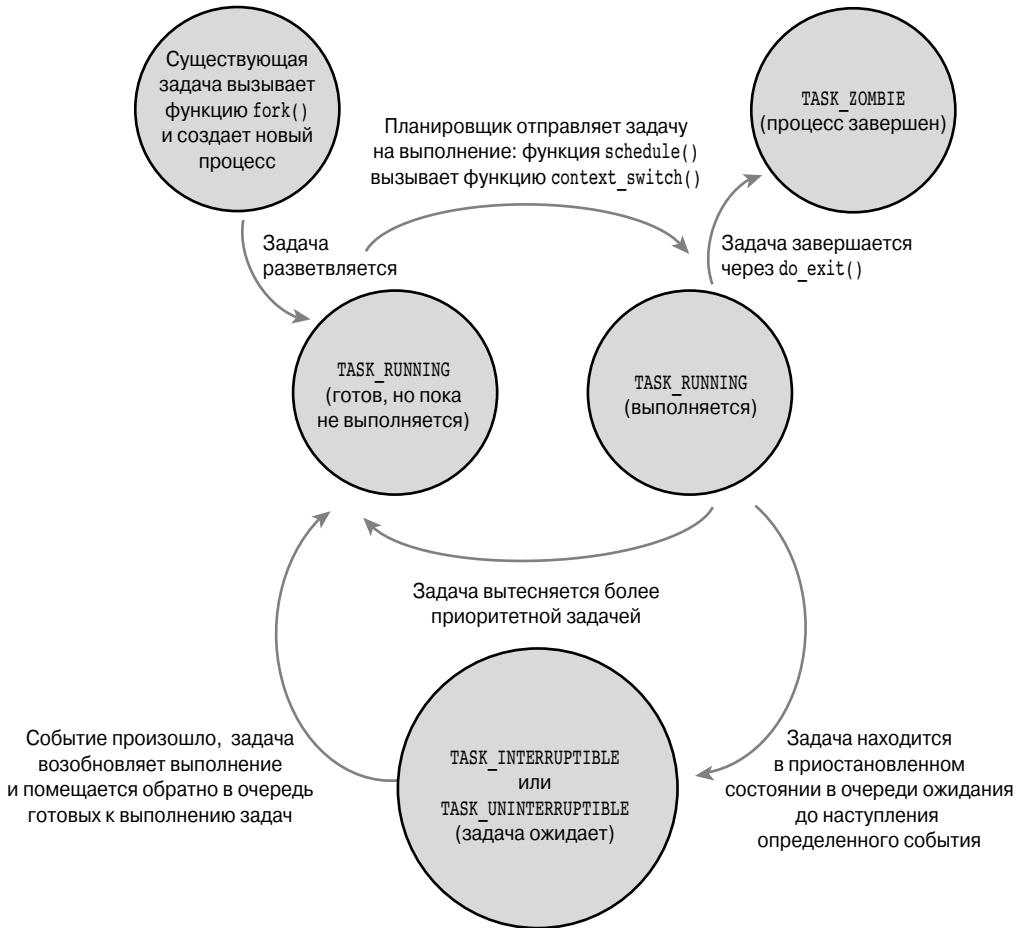 Существующая
задача вызывает
функцию fork()
и создает новый
процесс
TASK_ZOMBIE
(процесс завершен)
Планировщик отправляет задачу
на выполнение: функция schedule()
вызывает функцию context_switch()
Задача
разветвляется
Задача завершается
через do_exit()
TASK_RUNNING
(готов, но пока
не выполняется)
TASK_RUNNING
(выполняется)
Задача вытесняется более
приоритетной задачей
Событие произошло, задача
возобновляет выполнение
и помещается обратно в очередь
готовых к выполнению задач
TASK_INTERRUPTIBLE
или
TASK_UNINTERRUPTIBLE
(задача ожидает)
Задача находится
в приостановленном
состоянии в очереди ожидания
до наступления
определенного события